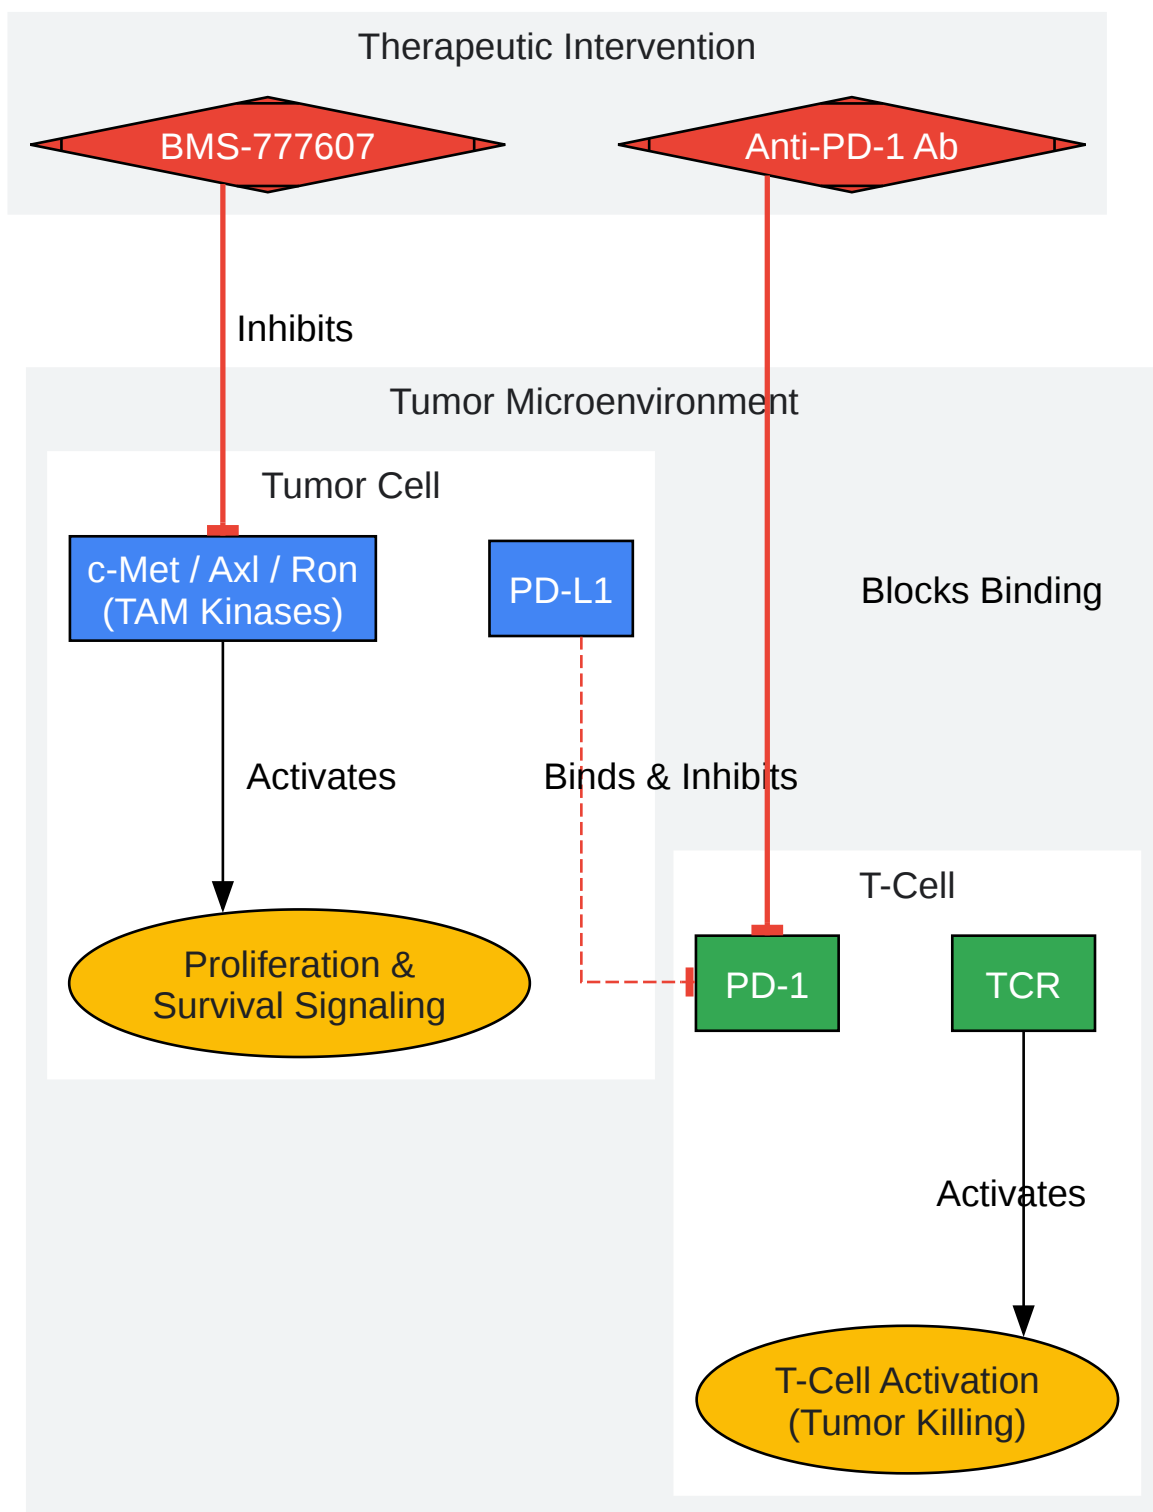 Therapeutic Intervention
BMS-777607
Anti-PD-1 Ab
Inhibits
Tumor Microenvironment
Tumor Cell
c-Met / Axl / Ron
(TAM Kinases)
PD-L1
Blocks Binding
Activates
Binds & Inhibits
T-Cell
Proliferation &
Survival Signaling
PD-1
TCR
Activates
T-Cell Activation
(Tumor Killing)